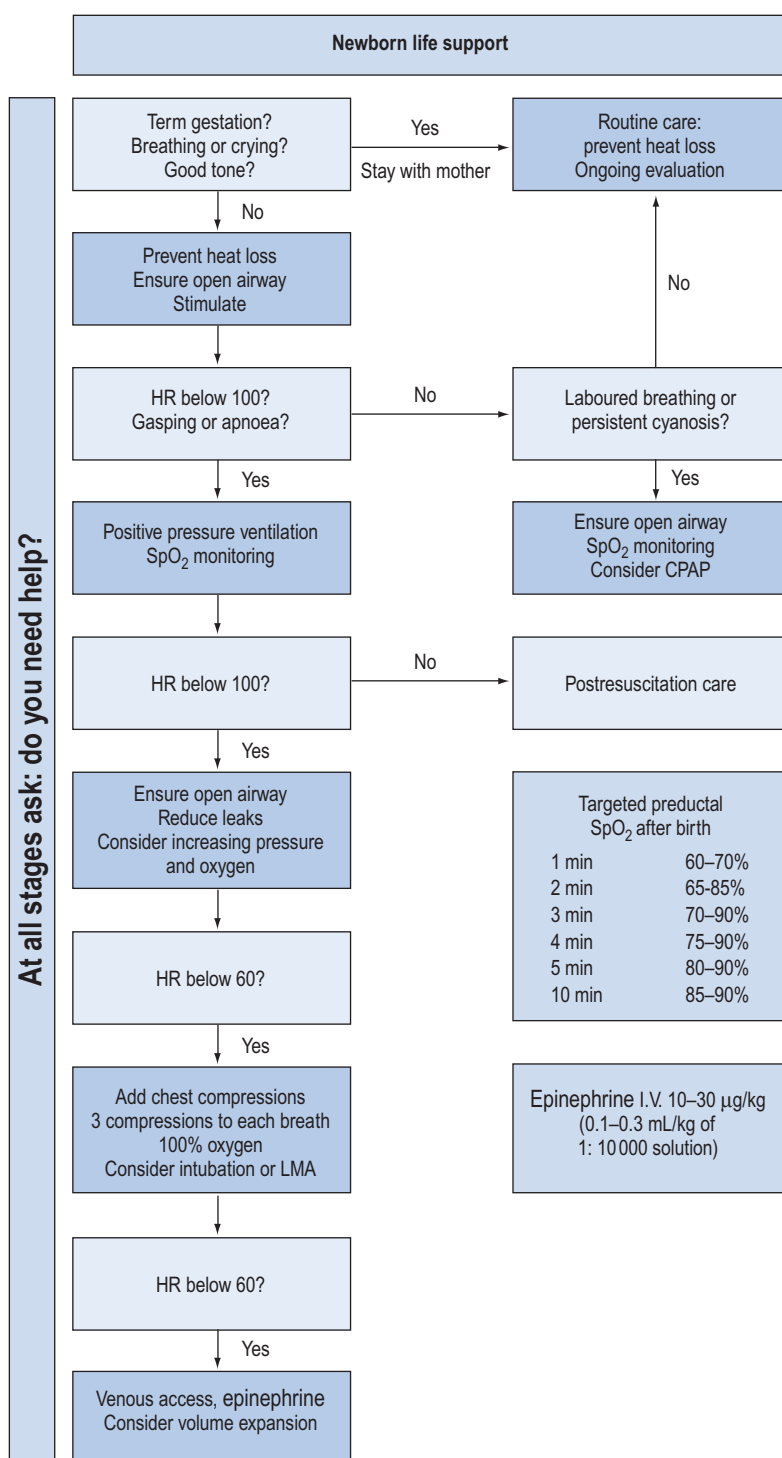 Newborn life support
At all stages ask: do you need help?
Term gestation?
Breathing or crying?
Good tone?
Yes
Stay with mother
Routine care:
prevent heat loss
Ongoing evaluation
No
Prevent heat loss
Ensure open airway
Stimulate
No
HR below 100?
Gasping or apnoea?
No
Laboured breathing or
persistent cyanosis?
Yes
Yes
Positive pressure ventilation
SpO2 monitoring
Ensure open airway
SpO2 monitoring
Consider CPAP
HR below 100?
No
Postresuscitation care
Yes
Ensure open airway
Reduce leaks
Consider increasing pressure
and oxygen
Targeted preductal
SpO2 after birth
1 min 60–70%
2 min 65-85%
3 min 70–90%
4 min 75–90%
5 min 80–90%
10 min 85–90%
HR below 60?
Yes
Add chest compressions
3 compressions to each breath
100% oxygen
Consider intubation or LMA
Epinephrine I.V. 10–30 µg/kg
(0.1–0.3 mL/kg of
1: 10 000 solution)
HR below 60?
Yes
Venous access, epinephrine
Consider volume expansion